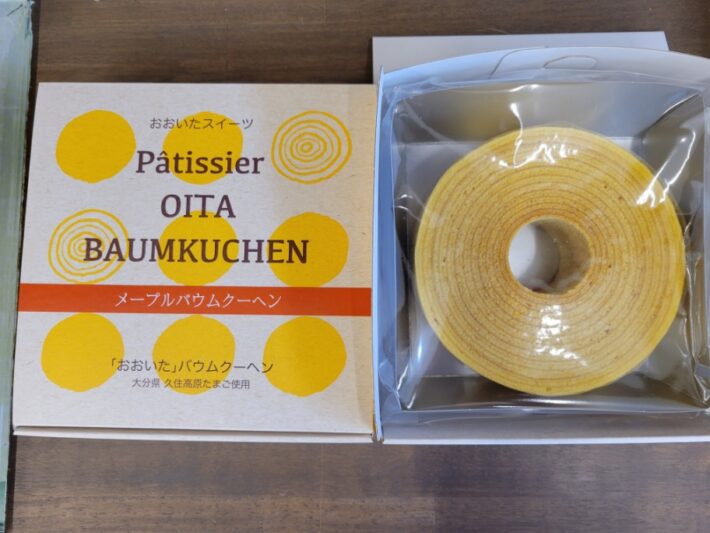 おおいたスイーツ
Pâtissier
OITA
BAUMKUCHEN
メープルバウムクーヘン
「おおいた」バウムクーヘン
大分県 久住高原たまご使用